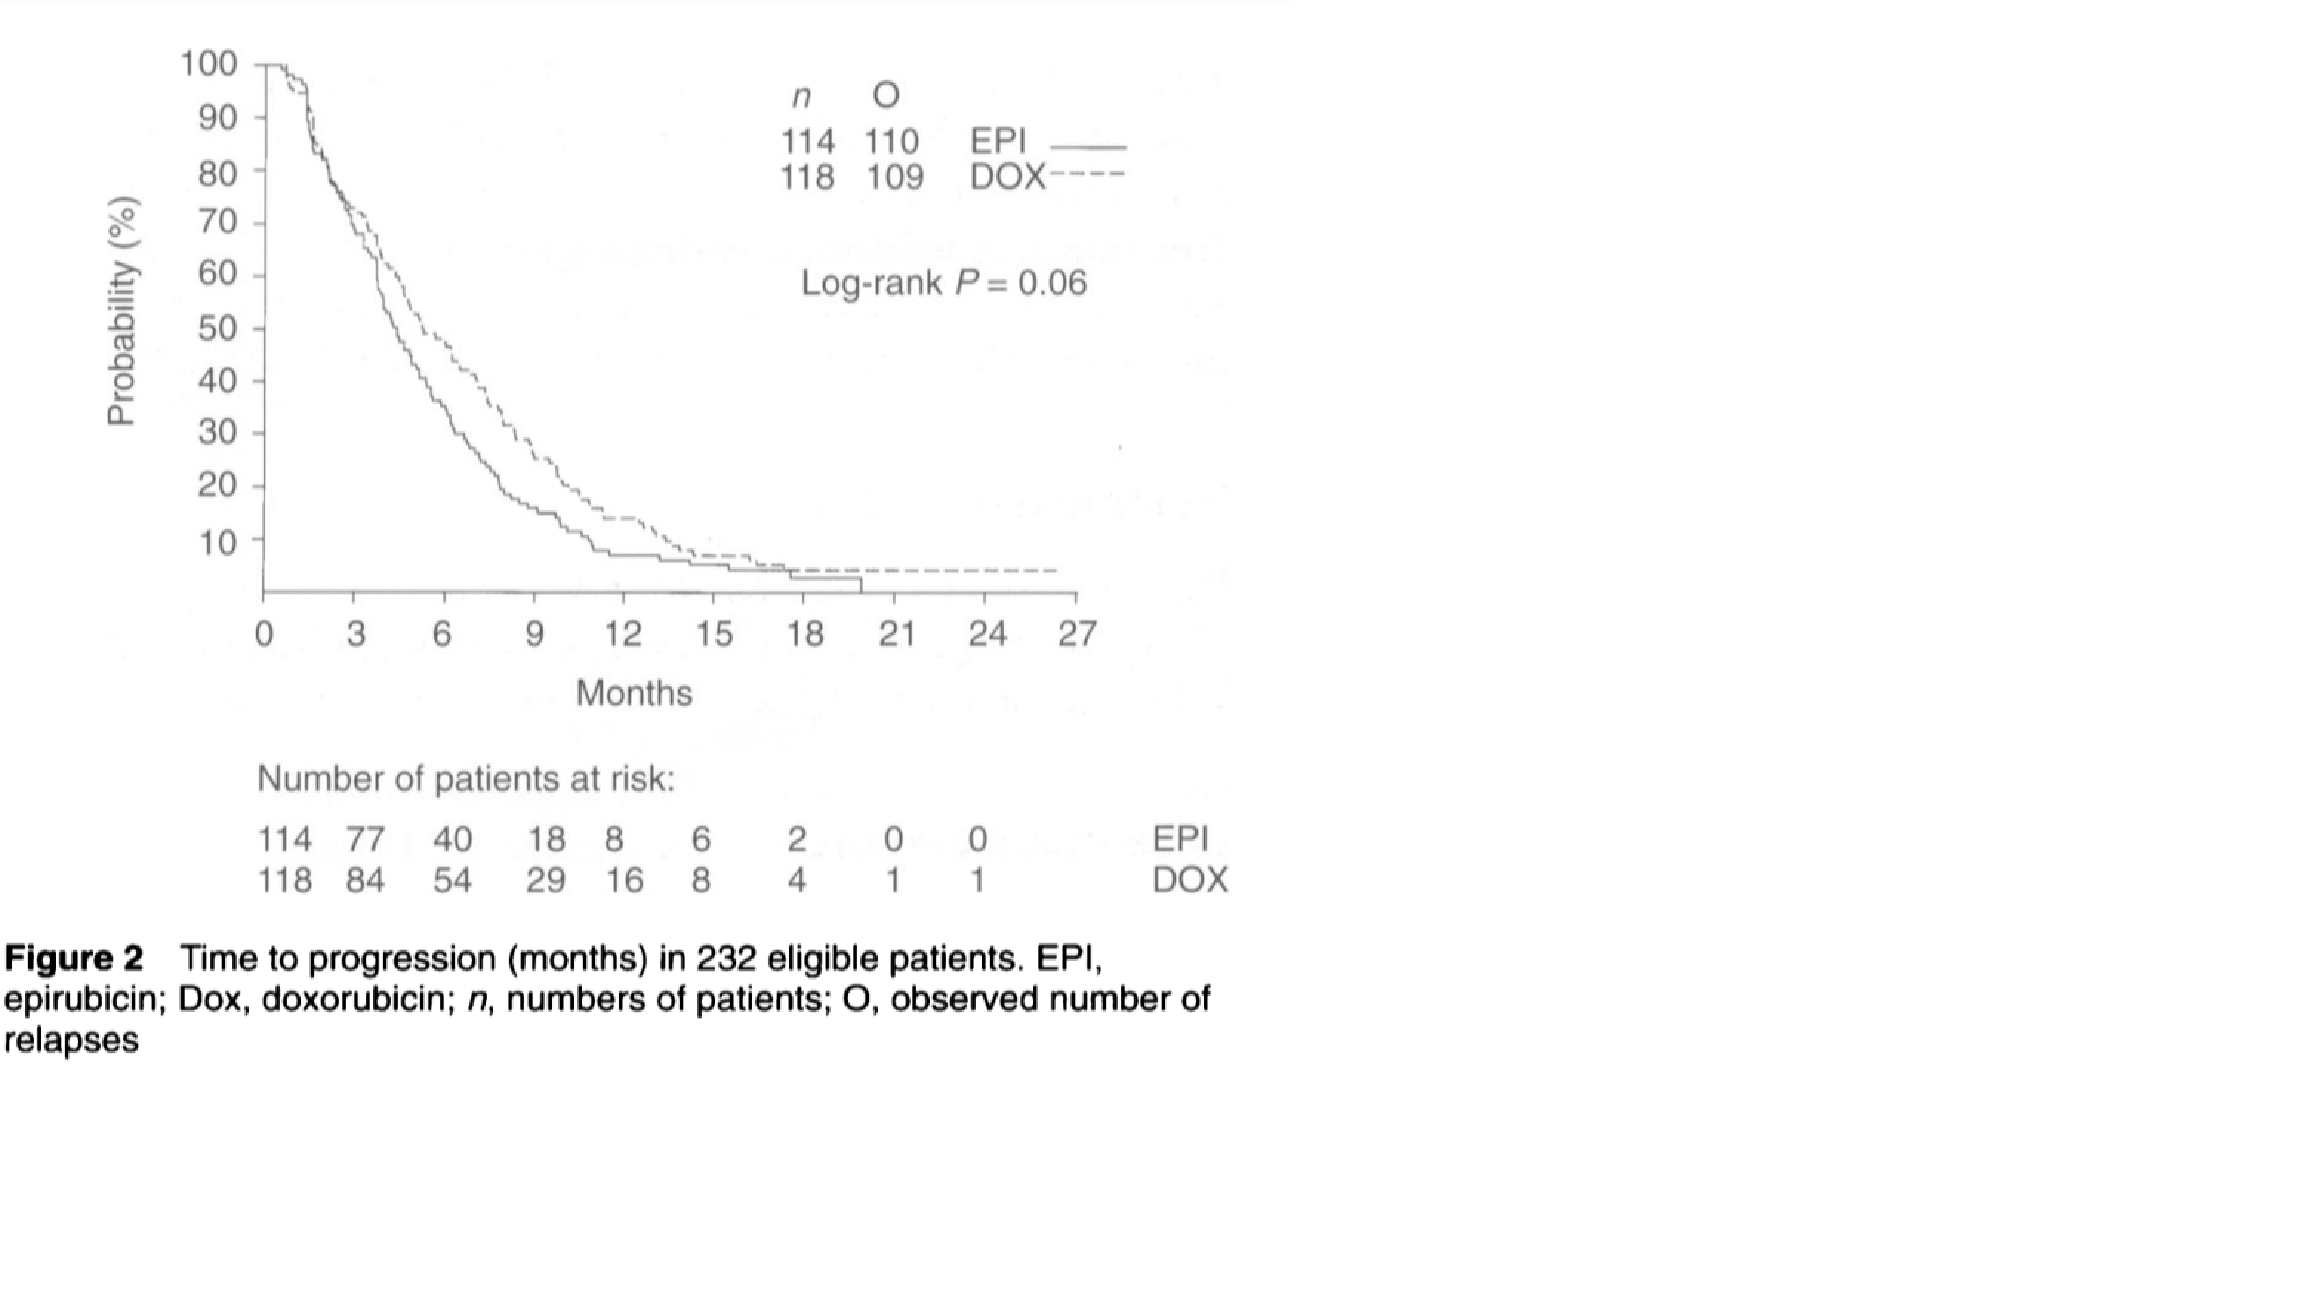 100
90
80
70
60
50
40
30
20
10
Probability (%)
n O
114 110 EPI
118 109 DOX
Log-rank P = 0.06
0 3 6 9 12 15 18 21 24 27
Months
Number of patients at risk:
114 77 40 18 8 6 2 0 0 EPI
118 84 54 29 16 8 4 1 1 DOX
Figure 2 Time to progression (months) in 232 eligible patients. EPI,
epirubicin; Dox, doxorubicin; n, numbers of patients; O, observed number of
relapses